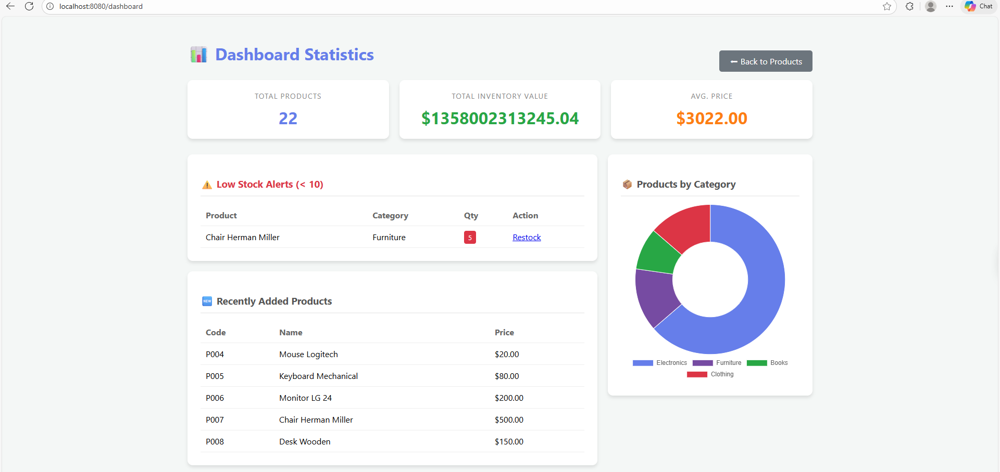 localhost:8080/dashboard
Chat
Dashboard Statistics
Back to Products
TOTAL PRODUCTS
22
TOTAL INVENTORY VALUE
$1358002313245.04
AVG. PRICE
$3022.00
Low Stock Alerts (< 10)
Product Category Qty Action
Chair Herman Miller Furniture 5 Restock
NEW Recently Added Products
Code Name Price
P004 Mouse Logitech $20.00
P005 Keyboard Mechanical $80.00
P006 Monitor LG 24 $200.00
P007 Chair Herman Miller $500.00
P008 Desk Wooden $150.00
Products by Category
Electronics Furniture Books
Clothing